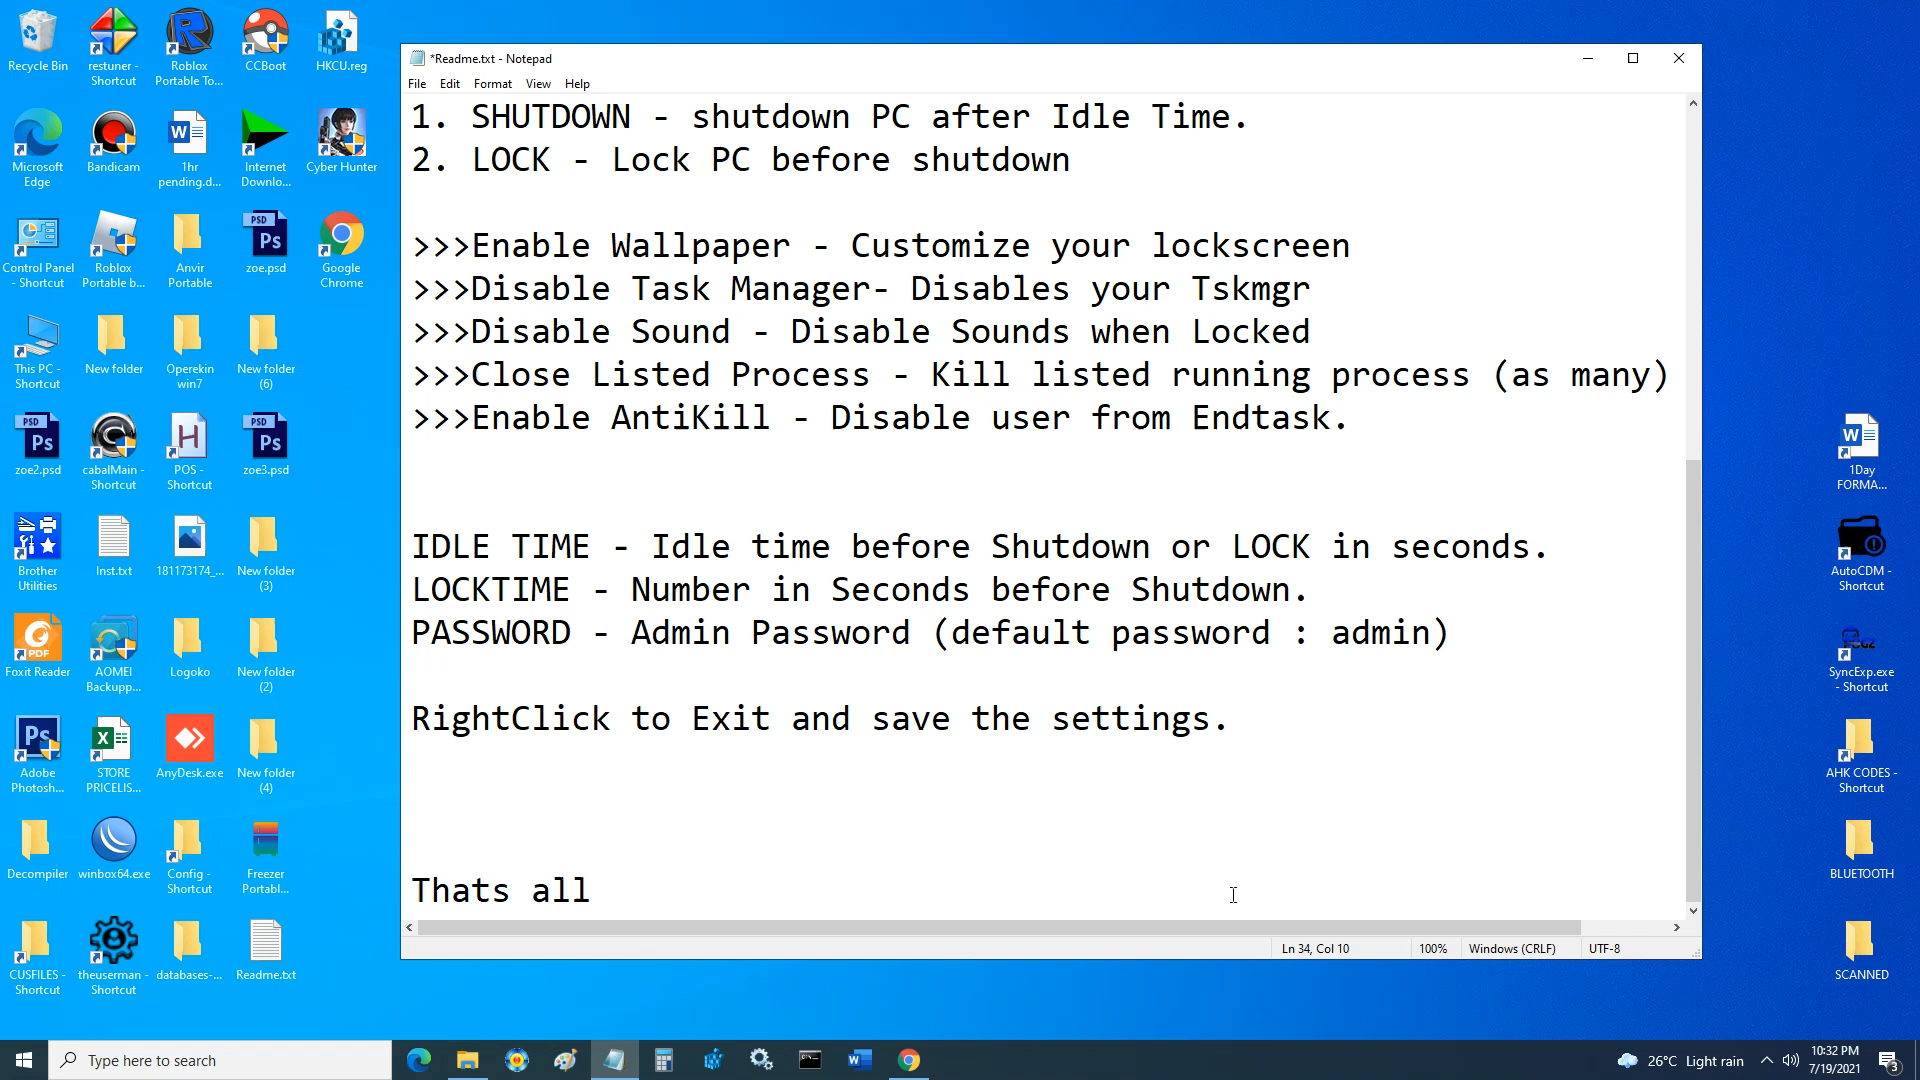 *Readme.txt - Notepad
File Edit Format View Help
1. SHUTDOWN - shutdown PC after Idle Time.
2. LOCK - Lock PC before shutdown
>>>Enable Wallpaper - Customize your lockscreen
>>>Disable Task Manager- Disables your Tskmgr
>>>Disable Sound - Disable Sounds when Locked
>>>Close Listed Process - Kill listed running process (as many)
>>>Enable AntiKill - Disable user from Endtask.
IDLE TIME - Idle time before Shutdown or LOCK in seconds.
LOCKTIME - Number in Seconds before Shutdown.
PASSWORD - Admin Password (default password : admin)
RightClick to Exit and save the settings.
Thats all
Ln 34, Col 10 100% Windows (CRLF) UTF-8
Recycle Bin
restuner - Shortcut
Roblox Portable To...
CCBoot
HKCU.reg
Microsoft Edge
Bandicam
1hr pending.d...
Internet Downlo...
Cyber Hunter
Control Panel - Shortcut
Roblox Portable b...
Anvir Portable
zoe.psd
Google Chrome
This PC - Shortcut
New folder
Operekin win7
New folder (6)
zoe2.psd
cabalMain - Shortcut
POS - Shortcut
zoe3.psd
Brother Utilities
Inst.txt
181173174_...
New folder (3)
Foxit Reader
AOMEI Backupp...
Logoko
New folder (2)
Adobe Photosh...
STORE PRICELIS...
AnyDesk.exe
New folder (4)
Decompiler
winbox64.exe
Config - Shortcut
Freezer Portabl...
CUSFILES - Shortcut
theuserman - Shortcut
databases-...
Readme.txt
1Day FORMA...
AutoCDM - Shortcut
SyncExp.exe - Shortcut
AHK CODES - Shortcut
BLUETOOTH
SCANNED
Type here to search
26°C Light rain
10:32 PM
7/19/2021
3